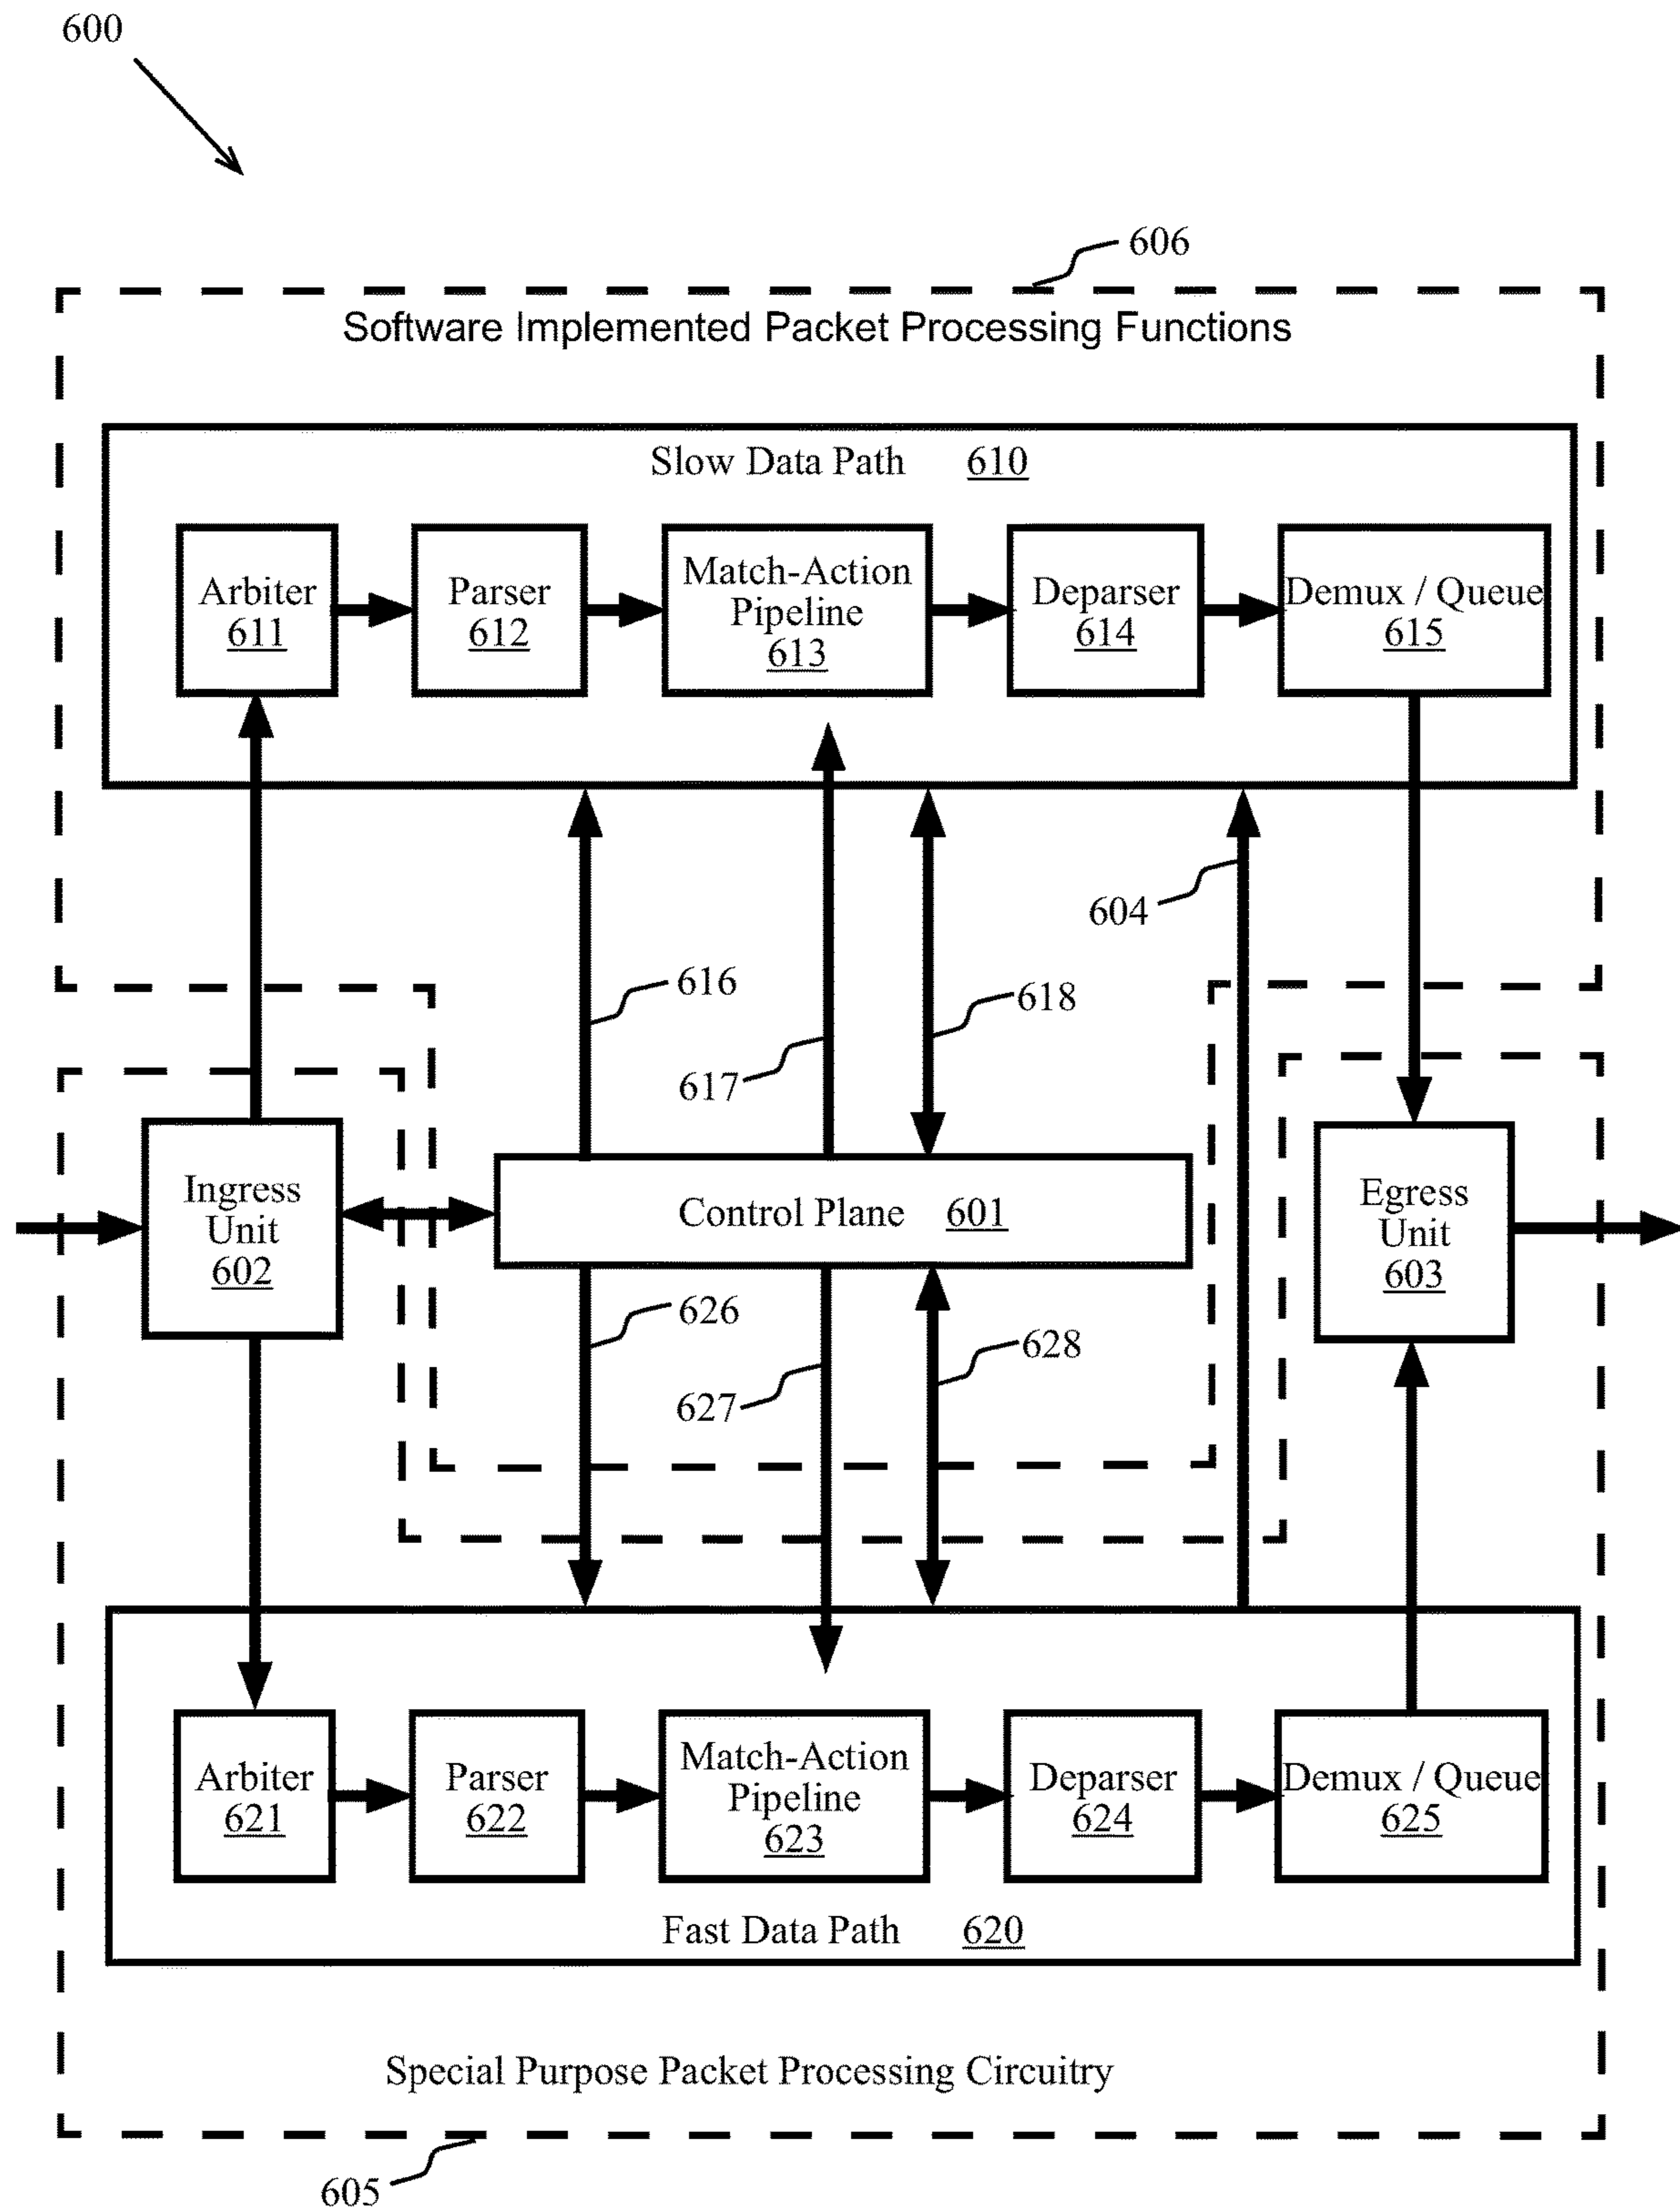 600
606
Software Implemented Packet Processing Functions
Slow Data Path 610
Arbiter
611
Parser
612
Match-Action
Pipeline
613
Deparser
614
Demux / Queue
615
604
616
618
617
Ingress
Unit
602
Control Plane 601
Egress
Unit
603
626
628
627
Arbiter
621
Parser
622
Match-Action
Pipeline
623
Deparser
624
Demux / Queue
625
Fast Data Path 620
Special Purpose Packet Processing Circuitry
605